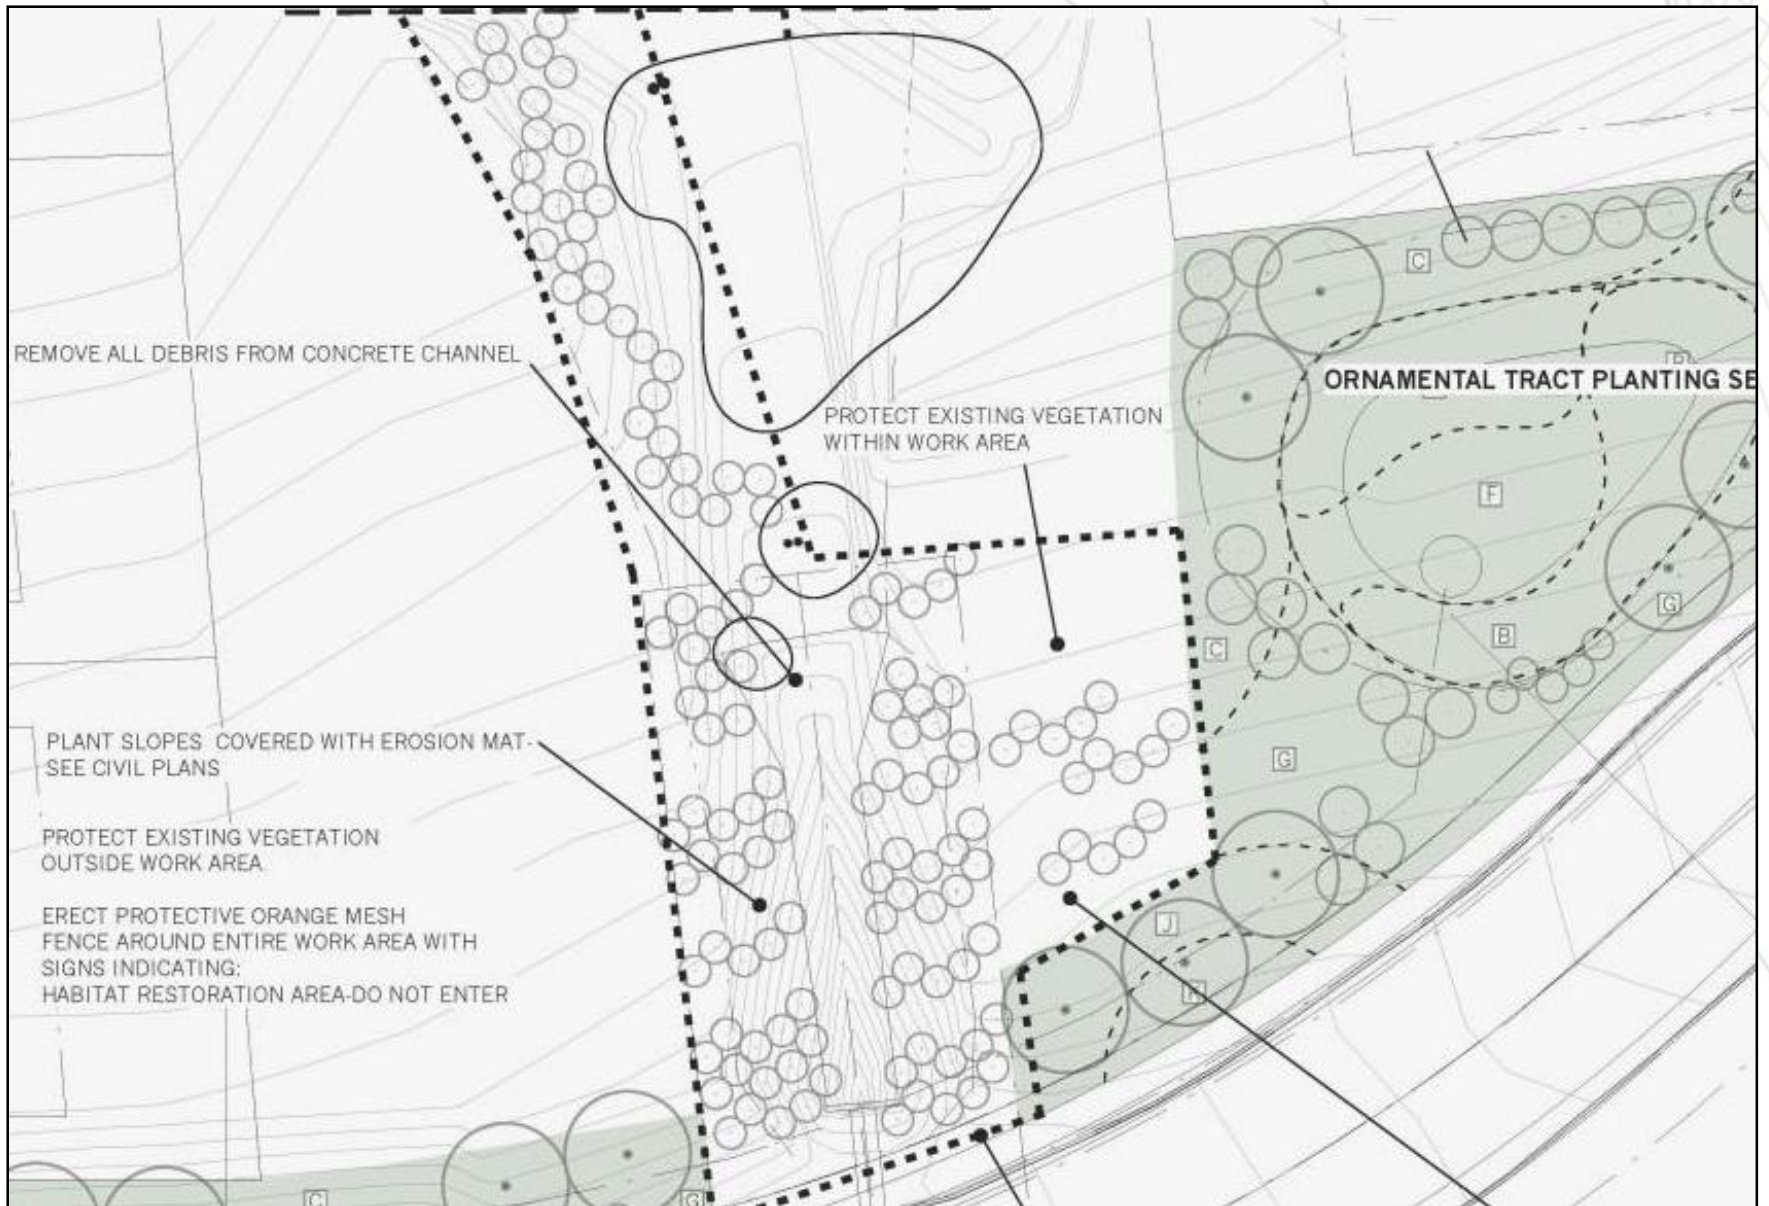 REMOVE ALL DEBRIS FROM CONCRETE CHANNEL
PROTECT EXISTING VEGETATION
WITHIN WORK AREA
ORNAMENTAL TRACT PLANTING SE
PLANT SLOPES COVERED WITH EROSION MAT-
SEE CIVIL PLANS
PROTECT EXISTING VEGETATION
OUTSIDE WORK AREA
ERECT PROTECTIVE ORANGE MESH
FENCE AROUND ENTIRE WORK AREA WITH
SIGNS INDICATING:
HABITAT RESTORATION AREA-DO NOT ENTER
C
F
G
B
C
G
J
C
G